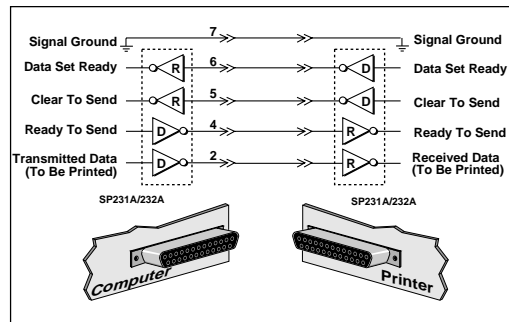 Signal Ground 7 Signal Ground
Data Set Ready R 6 D Data Set Ready
Clear To Send R 5 D Clear To Send
Ready To Send D 4 R Ready To Send
Transmitted Data D 2 R Received Data
(To Be Printed) (To Be Printed)
SP231A/232A SP231A/232A
Computer Printer